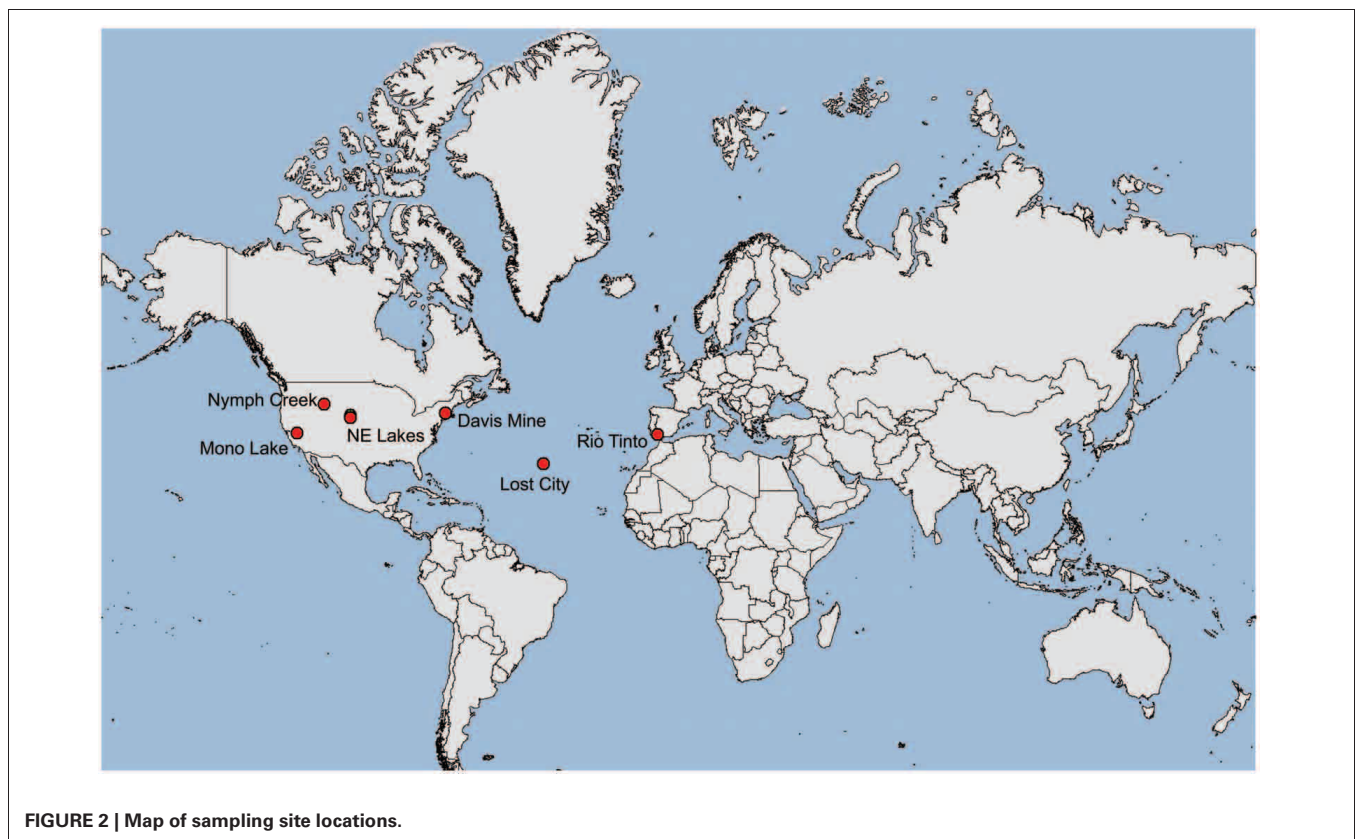 Nymph Creek
Mono Lake
NE Lakes
Davis Mine
Lost City
Rio Tinto
FIGURE 2 | Map of sampling site locations.